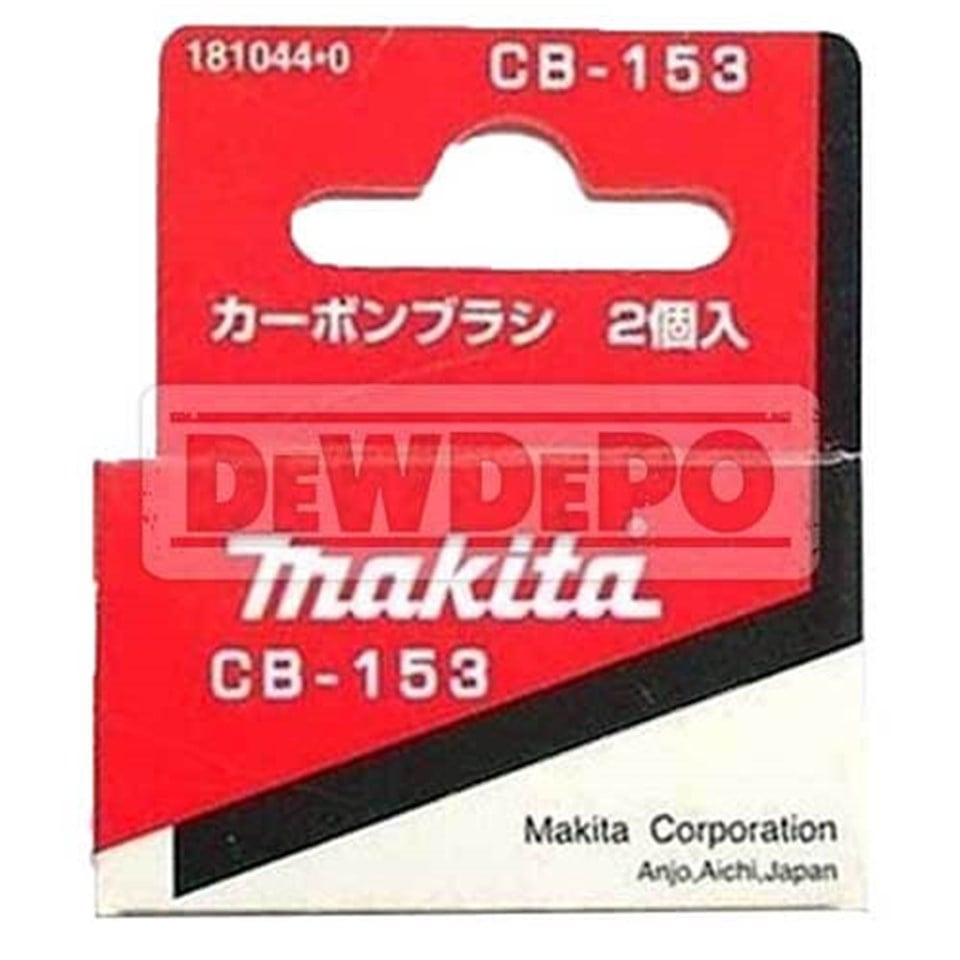 181044-0 CB-153
カーボンブラシ 2個入
DEWDEPO
makita
CB-153
Makita Corporation
Anjo,Aichi,Japan